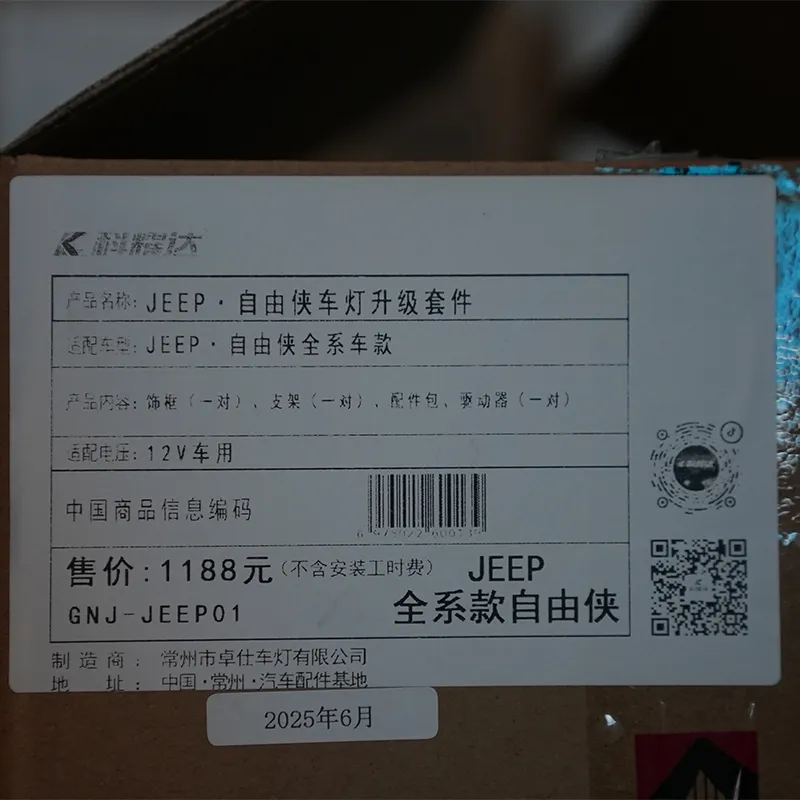 科辉达
产品名称: JEEP·自由侠车灯升级套件
适配车型: JEEP·自由侠全系车款
产品内容: 饰框（一对）、支架（一对）、配件包、驱动器（一对）
适配电压: 12V车用
中国商品信息编码
售价:1188元(不含安装工时费) JEEP
GNJ-JEEP01 全系款自由侠
制造商： 常州市卓仕车灯有限公司
地 址： 中国·常州·汽车配件基地
2025年6月